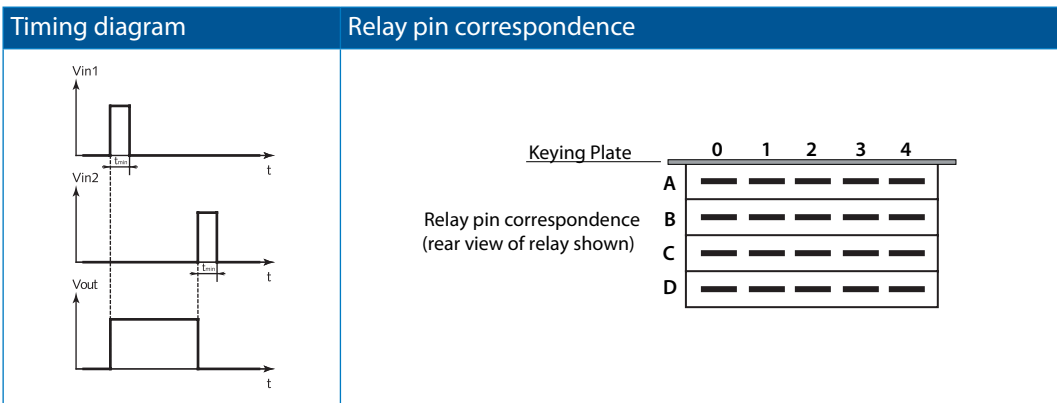 Timing diagram
Relay pin correspondence
Vin1
tmin
t
Vin2
tmin
t
Vout
t
Keying Plate
0 1 2 3 4
A
B
C
D
Relay pin correspondence
(rear view of relay shown)